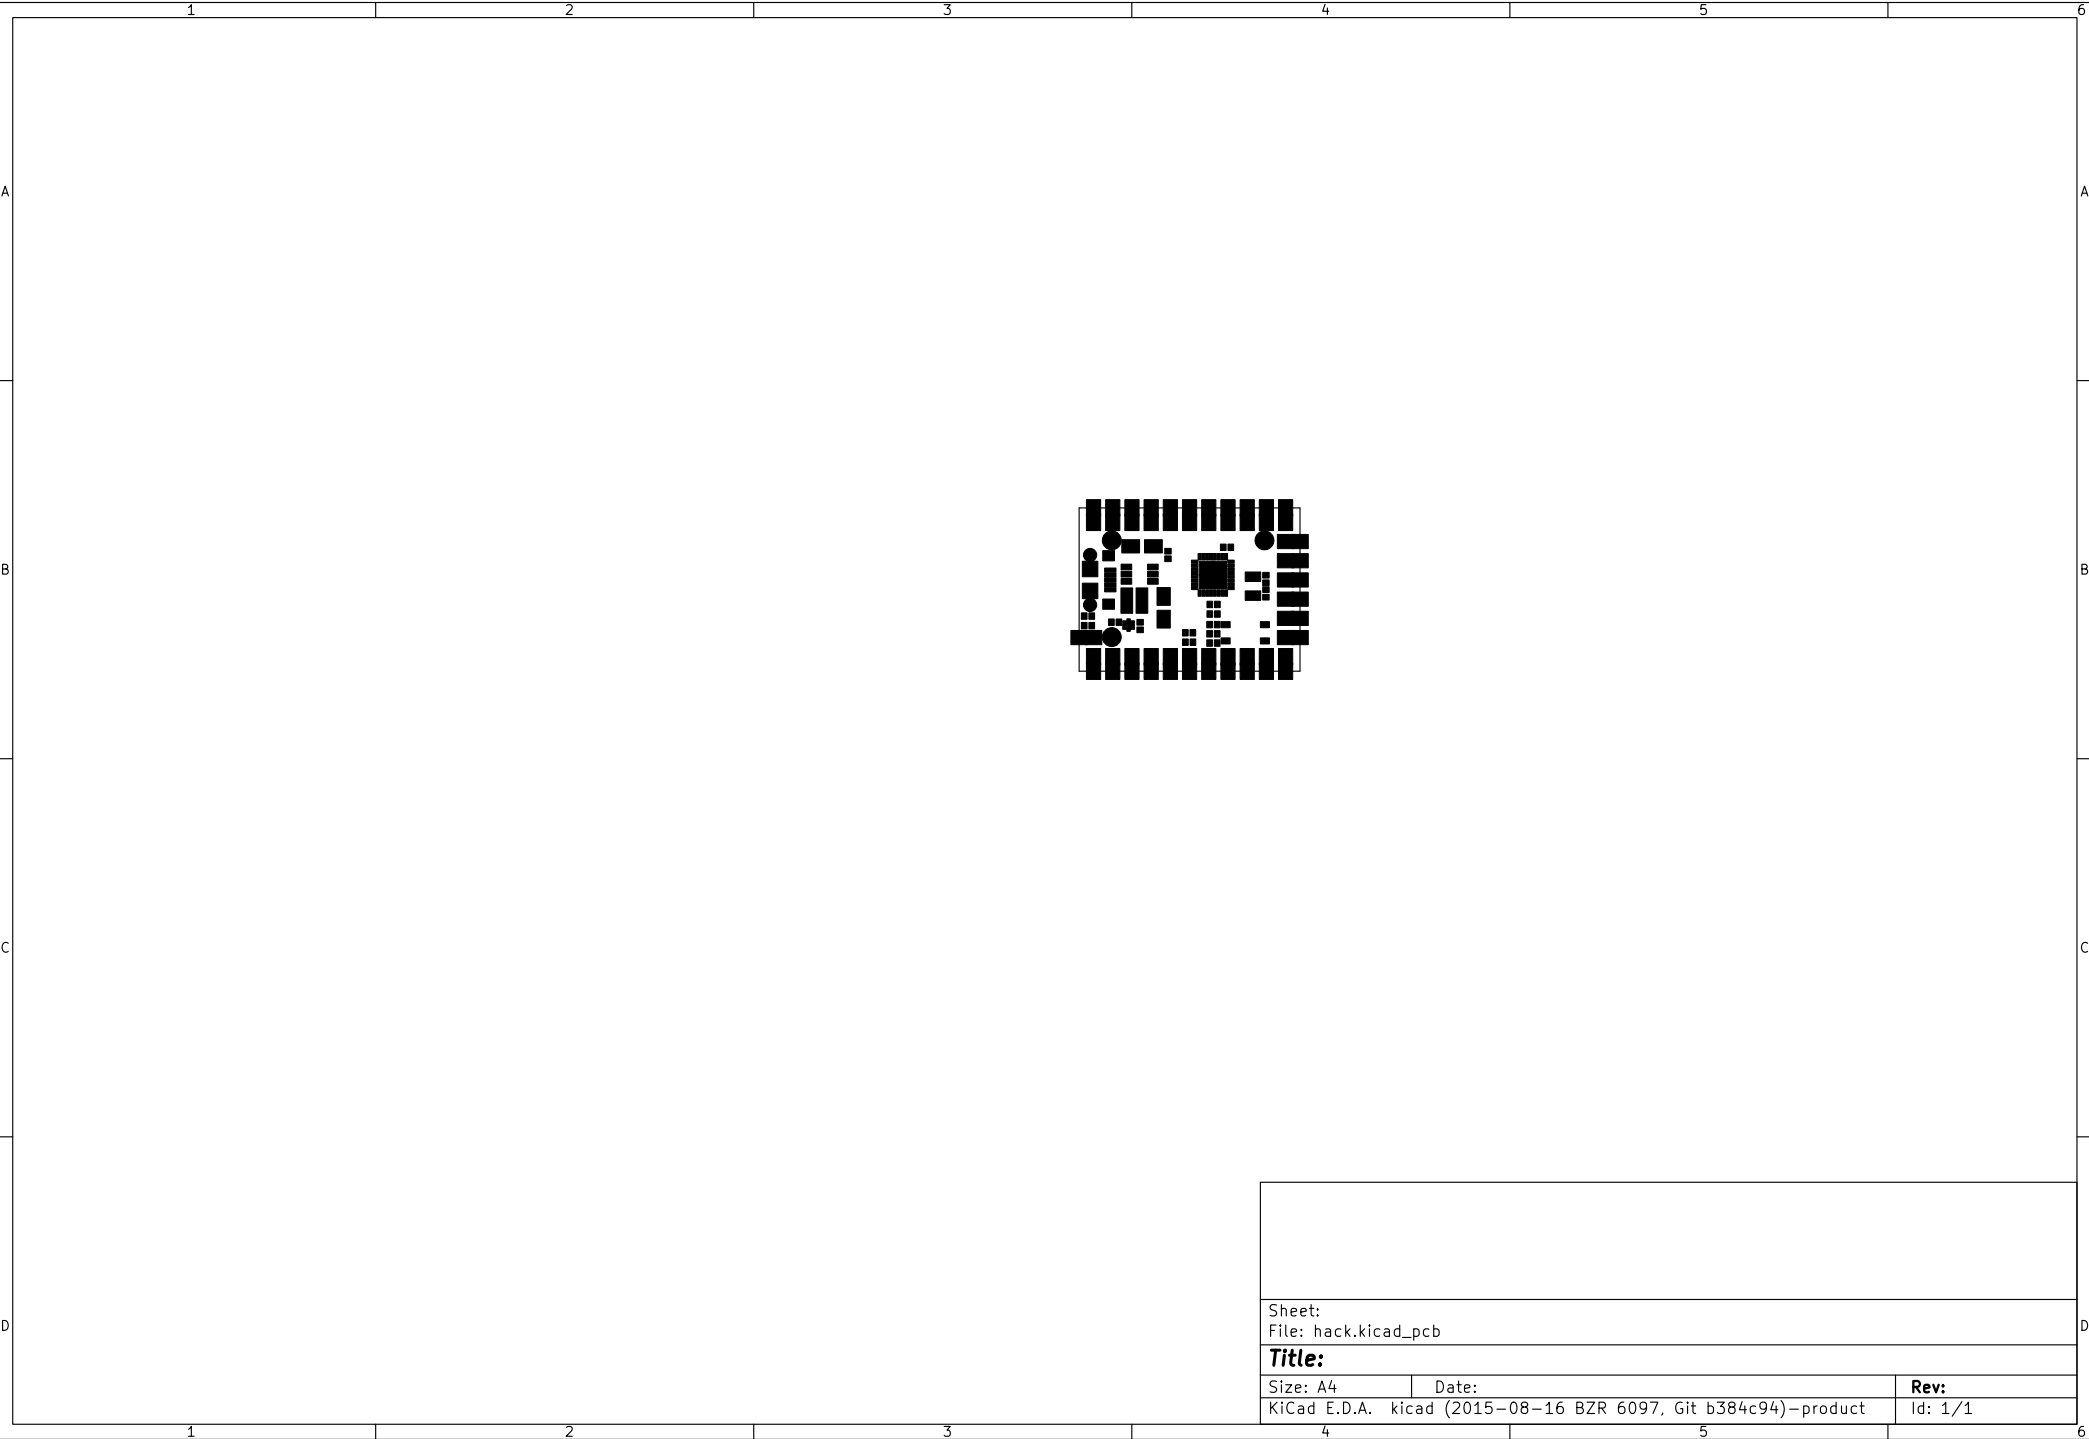 1 2 3 4 5 6
A A
B B
C C
Sheet:
D File: hack.kicad_pcb D
Title:
Size: A4 Date: Rev:
KiCad E.D.A. kicad (2015-08-16 BZR 6097, Git b384c94)-product Id: 1/1
1 2 3 4 5 6